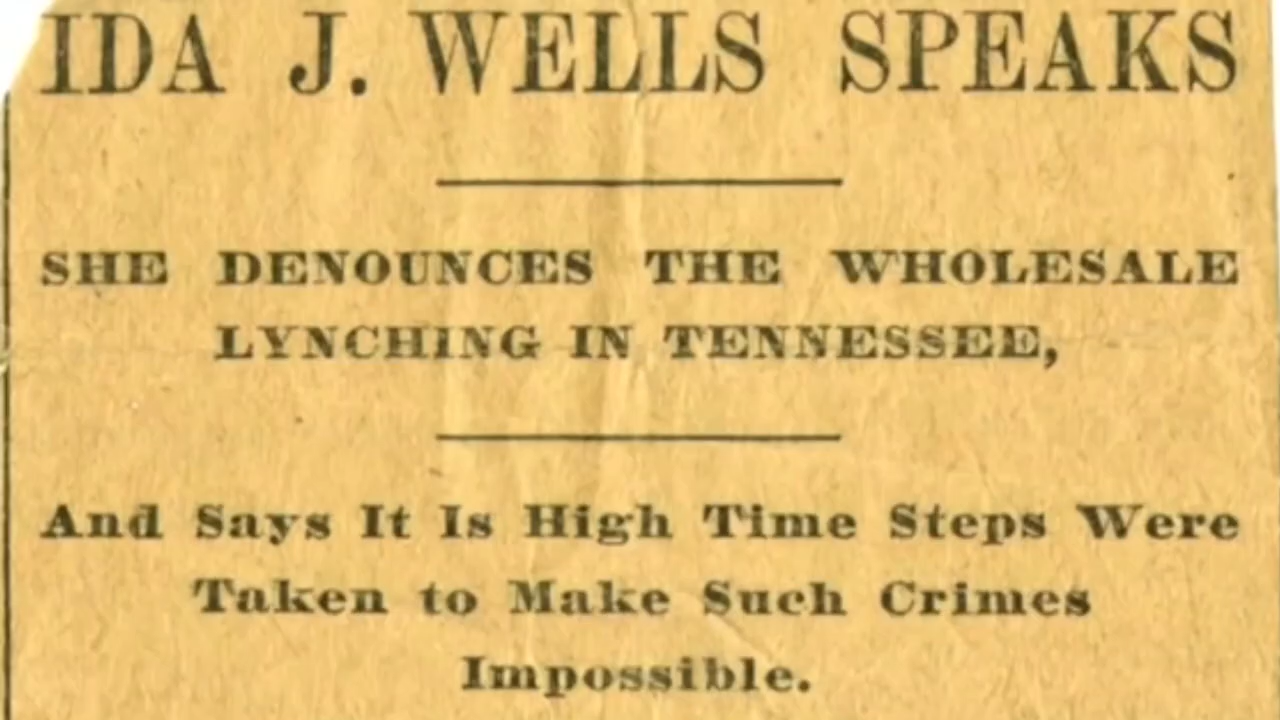 IDA J. WELLS SPEAKS
SHE DENOUNCES THE WHOLESALE
LYNCHING IN TENNESSEE,
And Says It Is High Time Steps Were
Taken to Make Such Crimes
Impossible.